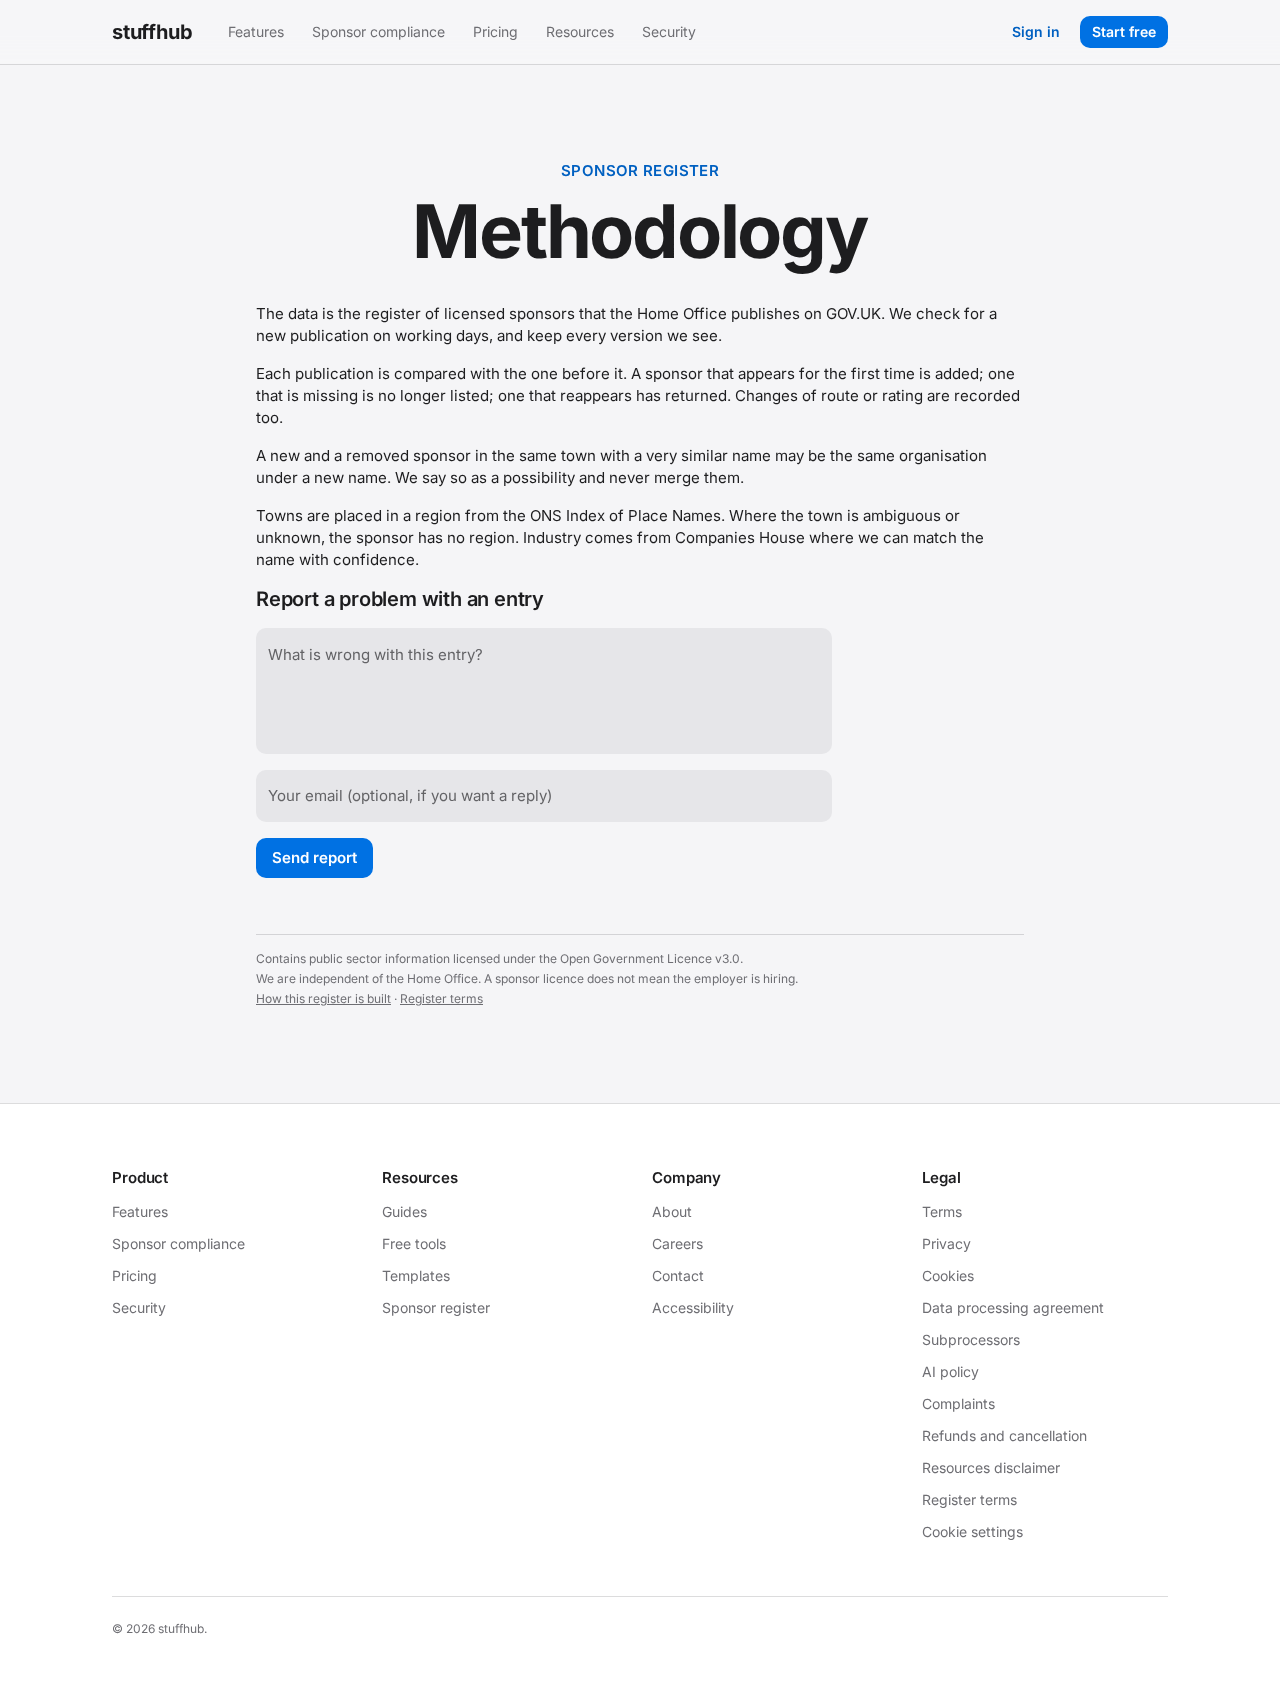 stuffhub
Features
Sponsor compliance
Pricing
Resources
Security
Sign in
Start free
SPONSOR REGISTER
Methodology
The data is the register of licensed sponsors that the Home Office publishes on GOV.UK. We check for a
new publication on working days, and keep every version we see.
Each publication is compared with the one before it. A sponsor that appears for the first time is added; one
that is missing is no longer listed; one that reappears has returned. Changes of route or rating are recorded
too.
A new and a removed sponsor in the same town with a very similar name may be the same organisation
under a new name. We say so as a possibility and never merge them.
Towns are placed in a region from the ONS Index of Place Names. Where the town is ambiguous or
unknown, the sponsor has no region. Industry comes from Companies House where we can match the
name with confidence.
Report a problem with an entry
What is wrong with this entry?
Your email (optional, if you want a reply)
Send report
Contains public sector information licensed under the Open Government Licence v3.0.
We are independent of the Home Office. A sponsor licence does not mean the employer is hiring.
How this register is built · Register terms
Product
Features
Sponsor compliance
Pricing
Security
Resources
Guides
Free tools
Templates
Sponsor register
Company
About
Careers
Contact
Accessibility
Legal
Terms
Privacy
Cookies
Data processing agreement
Subprocessors
AI policy
Complaints
Refunds and cancellation
Resources disclaimer
Register terms
Cookie settings
© 2026 stuffhub.